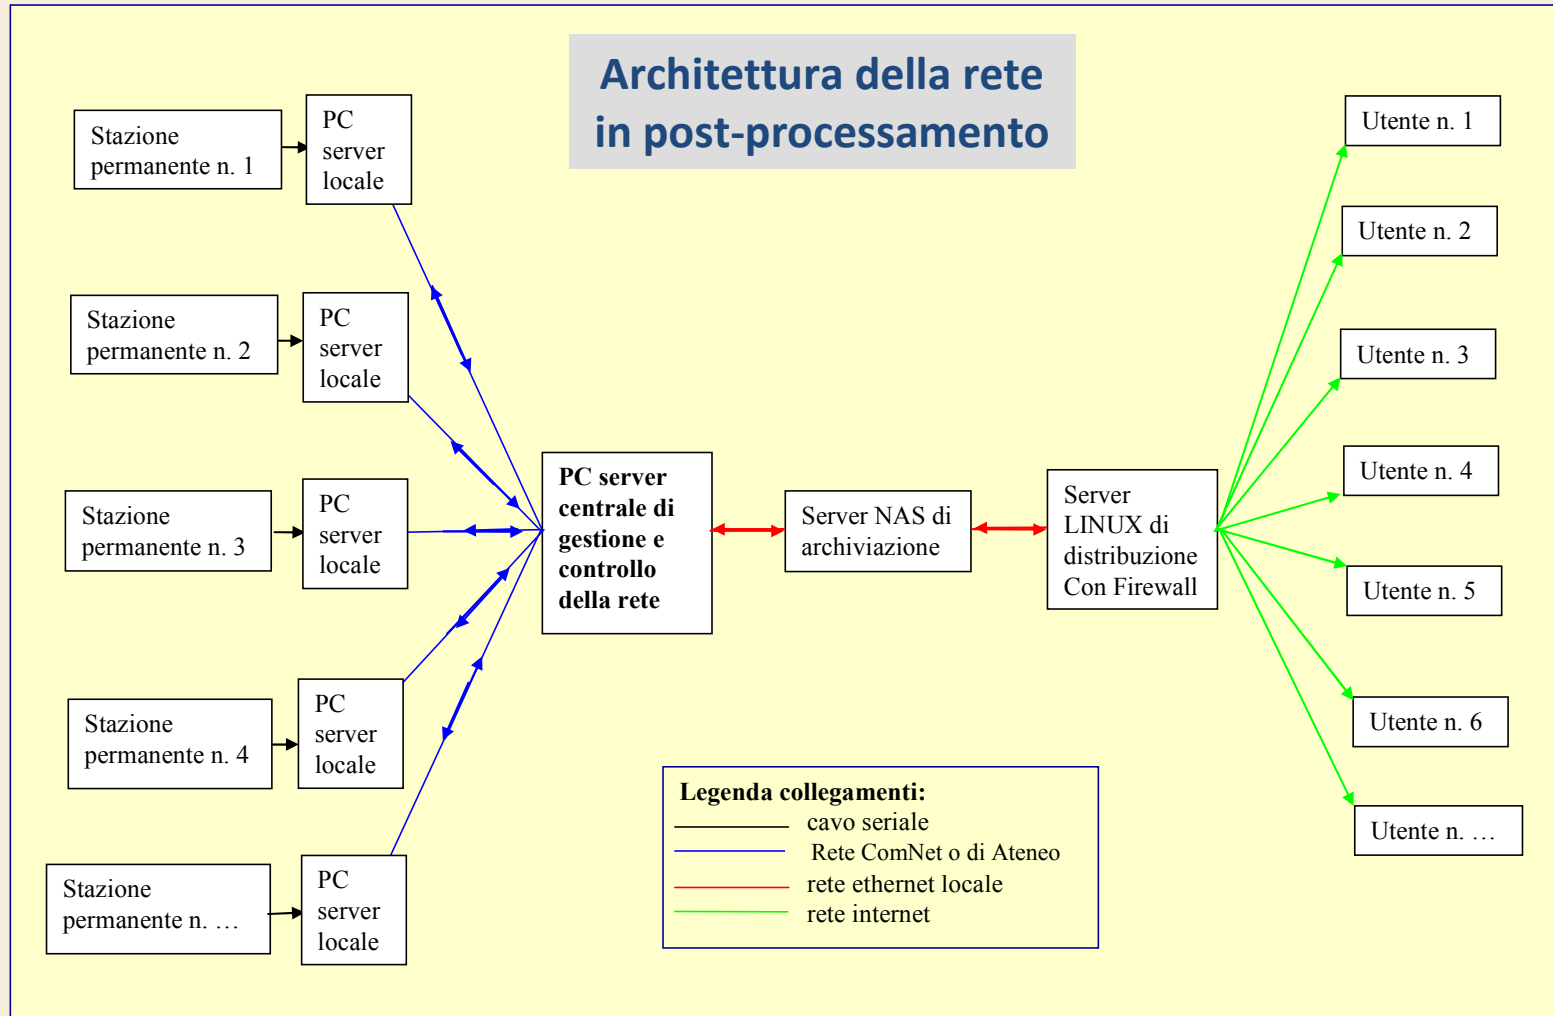 Architettura della rete
in post-processamento
Stazione
permanente n. 1
PC
server
locale
Stazione
permanente n. 2
PC
server
locale
Stazione
permanente n. 3
PC
server
locale
Stazione
permanente n. 4
PC
server
locale
Stazione
permanente n. …
PC
server
locale
PC server
centrale di
gestione e
controllo
della rete
Server NAS di
archiviazione
Server
LINUX di
distribuzione
Con Firewall
Utente n. 1
Utente n. 2
Utente n. 3
Utente n. 4
Utente n. 5
Utente n. 6
Utente n. …
Legenda collegamenti:
cavo seriale
Rete ComNet o di Ateneo
rete ethernet locale
rete internet